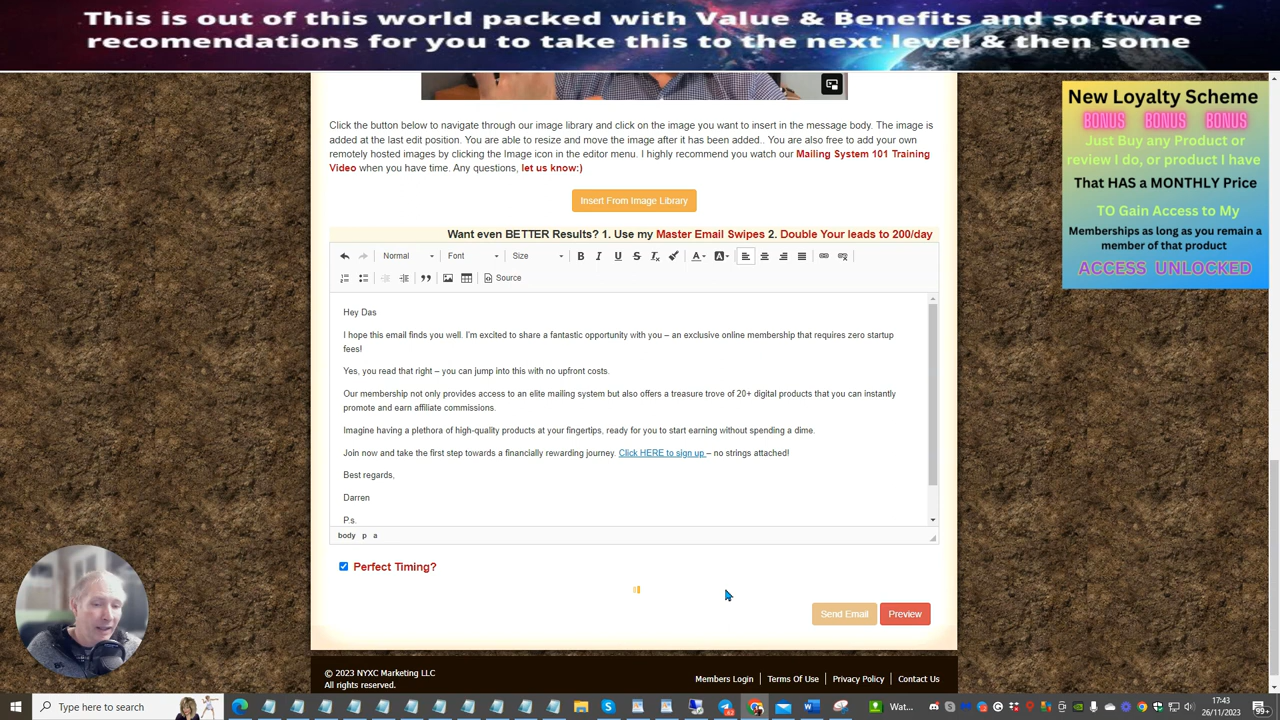 This is out of this world packed with Value & Benefits and software
recomendations for you to take this to the next level & then some
Click the button below to navigate through our image library and click on the image you want to insert in the message body. The image is
added at the last edit position. You are able to resize and move the image after it has been added.. You are also free to add your own
remotely hosted images by clicking the Image icon in the editor menu. I highly recommend you watch our Mailing System 101 Training
Video when you have time. Any questions, let us know:)
Insert From Image Library
Want even BETTER Results? 1. Use my Master Email Swipes 2. Double Your leads to 200/day
Normal Font Size B I U S
Source
Hey Das
I hope this email finds you well. I'm excited to share a fantastic opportunity with you – an exclusive online membership that requires zero startup
fees!
Yes, you read that right – you can jump into this with no upfront costs.
Our membership not only provides access to an elite mailing system but also offers a treasure trove of 20+ digital products that you can instantly
promote and earn affiliate commissions.
Imagine having a plethora of high-quality products at your fingertips, ready for you to start earning without spending a dime.
Join now and take the first step towards a financially rewarding journey. Click HERE to sign up – no strings attached!
Best regards,
Darren
P.s.
body p a
Perfect Timing?
Send Email Preview
© 2023 NYXC Marketing LLC
All rights reserved.
Members Login Terms Of Use Privacy Policy Contact Us
New Loyalty Scheme
BONUS BONUS BONUS
Just Buy any Product or
review I do, or product I have
That HAS a MONTHLY Price
TO Gain Access to My
Memberships as long as you remain a
member of that product
ACCESS UNLOCKED
Type here to search
Wat...
17:43
26/11/2023
99+